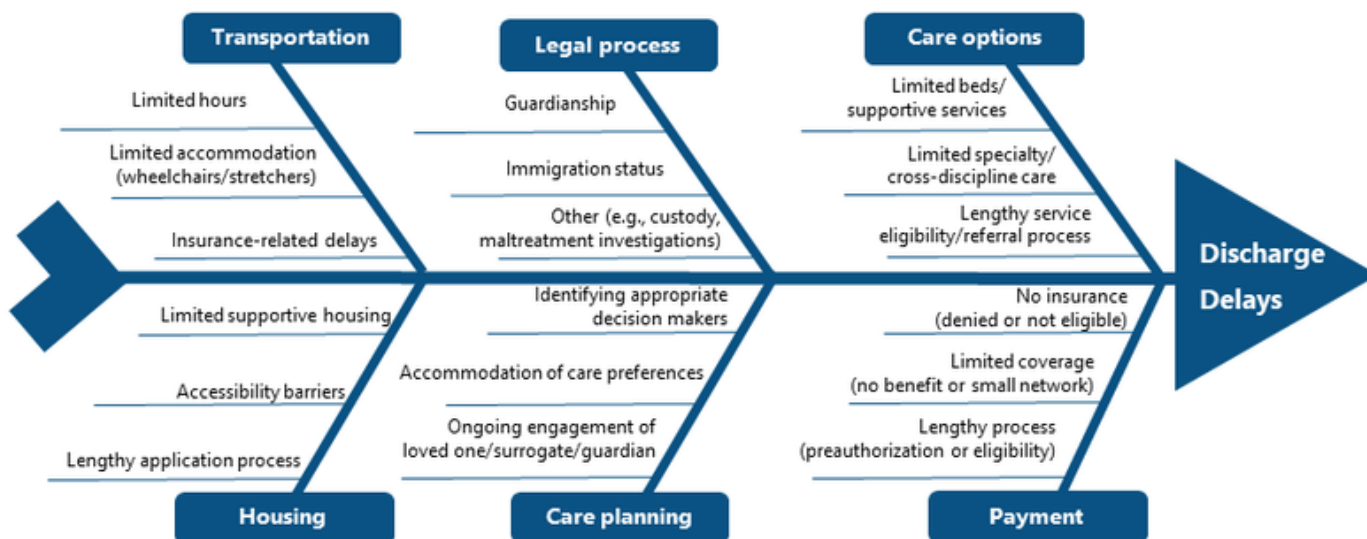 Transportation
Legal process
Care options
Limited hours
Limited accommodation
(wheelchairs/stretchers)
Insurance-related delays
Guardianship
Immigration status
Other (e.g., custody,
maltreatment investigations)
Limited beds/
supportive services
Limited specialty/
cross-discipline care
Lengthy service
eligibility/referral process
Discharge
Delays
Limited supportive housing
Accessibility barriers
Lengthy application process
Identifying appropriate
decision makers
Accommodation of care preferences
Ongoing engagement of
loved one/surrogate/guardian
No insurance
(denied or not eligible)
Limited coverage
(no benefit or small network)
Lengthy process
(preauthorization or eligibility)
Housing
Care planning
Payment